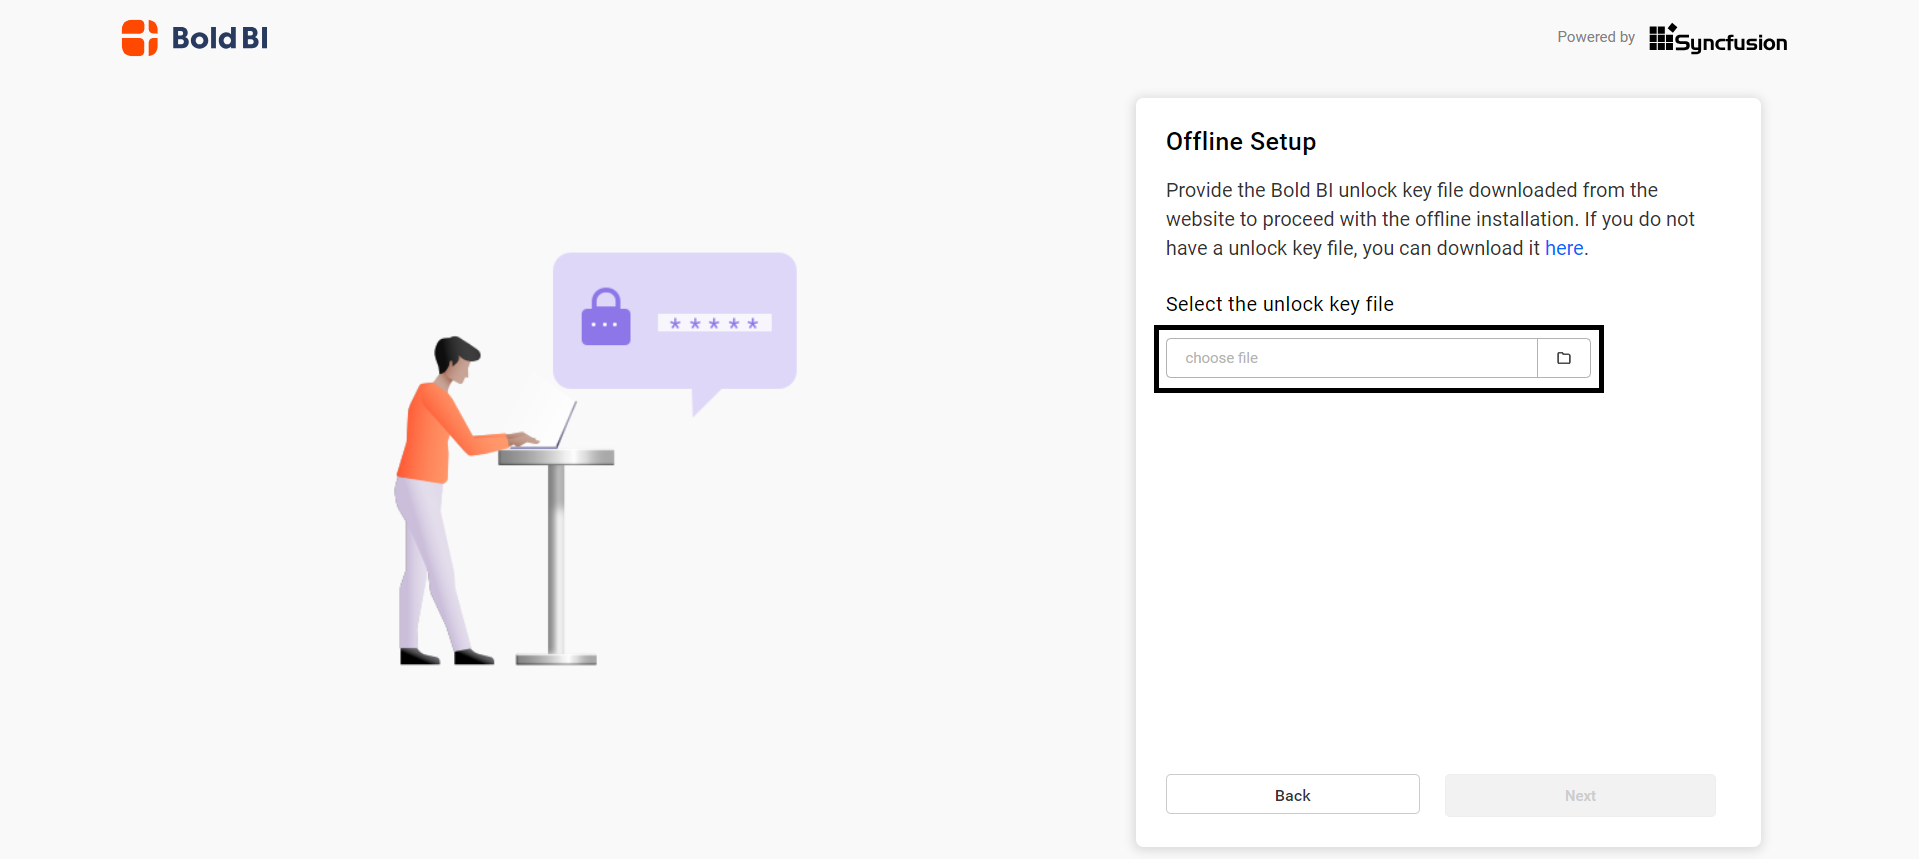 Bold BI
Powered by Syncfusion
Offline Setup
Provide the Bold BI unlock key file downloaded from the
website to proceed with the offline installation. If you do not
have a unlock key file, you can download it here.
Select the unlock key file
choose file
* * * * *
Back
Next